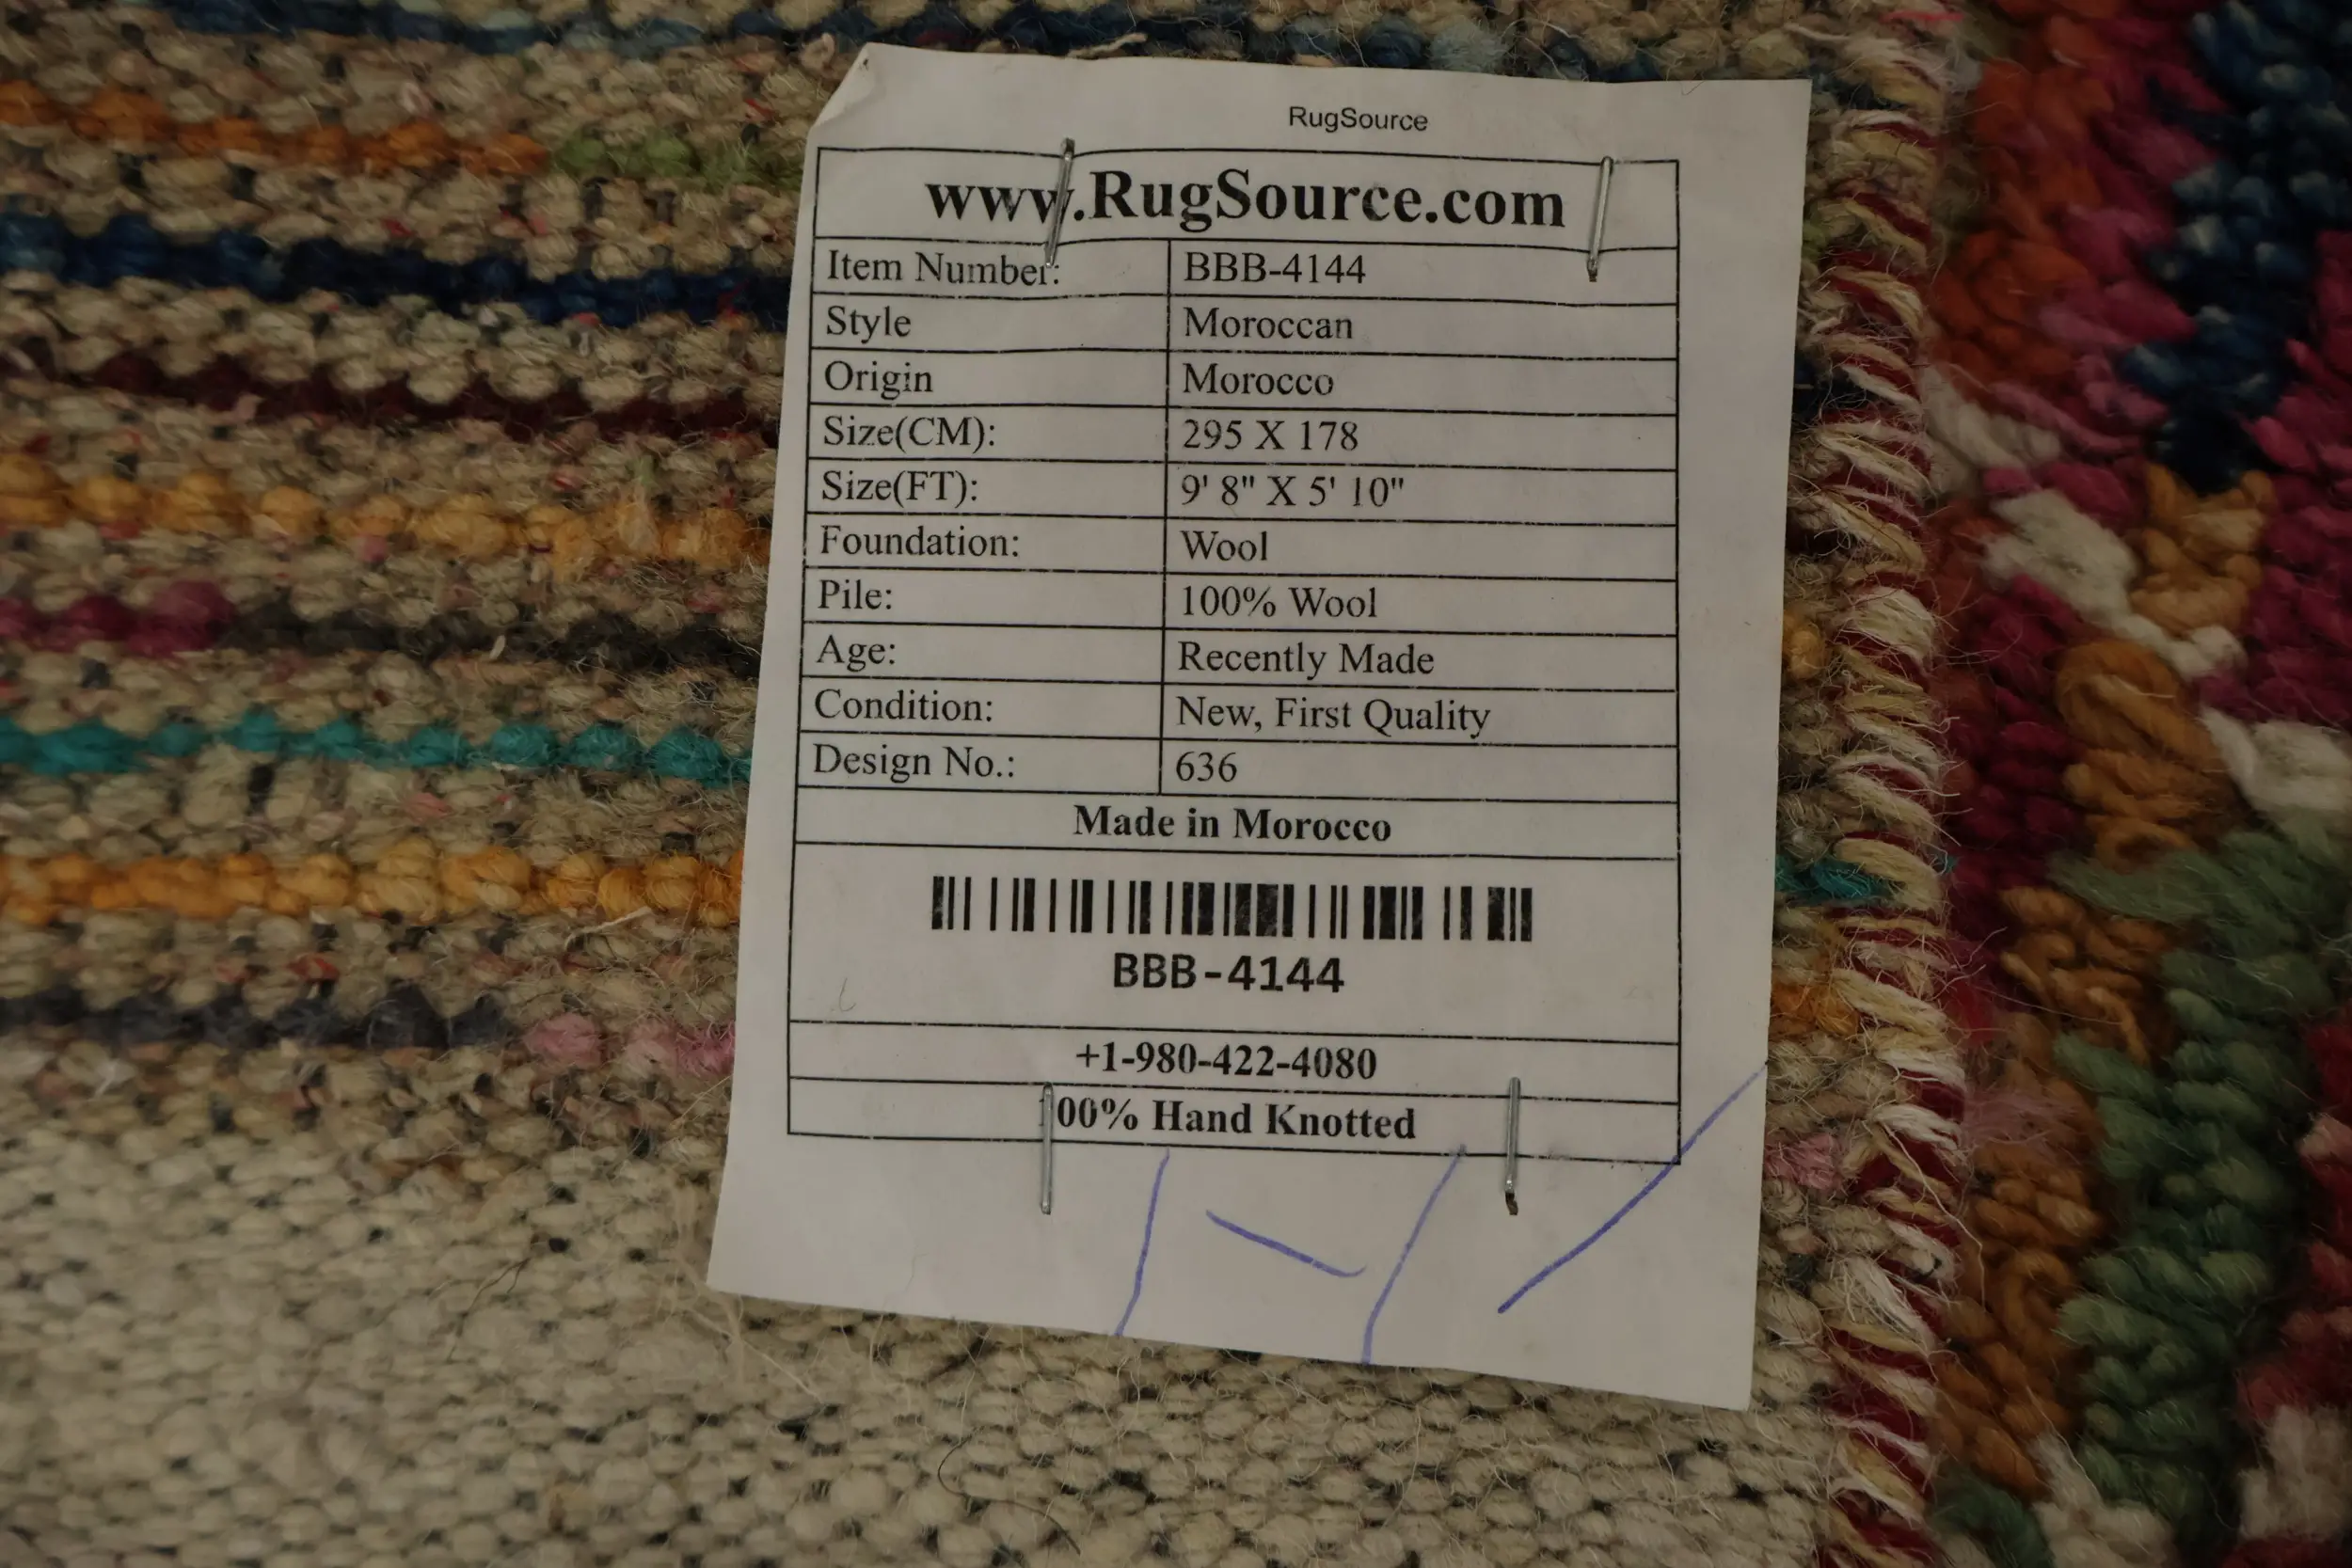 RugSource
www.RugSource.com
Item Number: BBB-4144
Style Moroccan
Origin Morocco
Size(CM): 295 X 178
Size(FT): 9' 8" X 5' 10"
Foundation: Wool
Pile: 100% Wool
Age: Recently Made
Condition: New, First Quality
Design No.: 636
Made in Morocco
BBB-4144
+1-980-422-4080
100% Hand Knotted